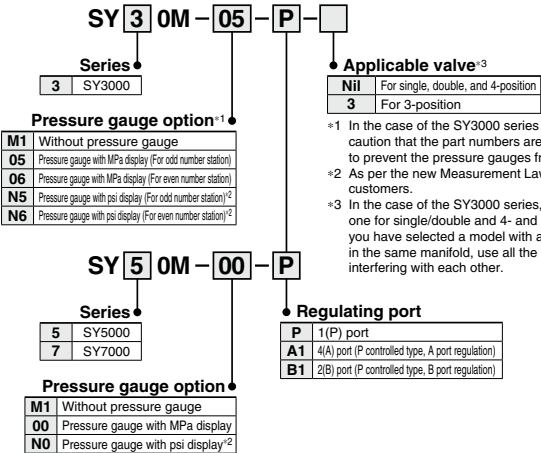 SY 3 0M – 05 – P –
Series
3 SY3000
Pressure gauge option*1
M1 Without pressure gauge
05 Pressure gauge with MPa display (For odd number station)
06 Pressure gauge with MPa display (For even number station)
N5 Pressure gauge with psi display (For odd number station)*2
N6 Pressure gauge with psi display (For even number station)*2
Applicable valve*3
Nil For single, double, and 4-position
3 For 3-position
*1 In the case of the SY3000 series
caution that the part numbers are
to prevent the pressure gauges
*2 As per the new Measurement
customers.
*3 In the case of the SY3000 series,
one for single/double and 4- and
you have selected a model with a
in the same manifold, use all the
interfering with each other.
SY 5 0M – 00 – P
Series
5 SY5000
7 SY7000
Pressure gauge option
M1 Without pressure gauge
00 Pressure gauge with MPa display
N0 Pressure gauge with psi display*2
Regulating port
P 1(P) port
A1 4(A) port (P controlled type, A port regulation)
B1 2(B) port (P controlled type, B port regulation)